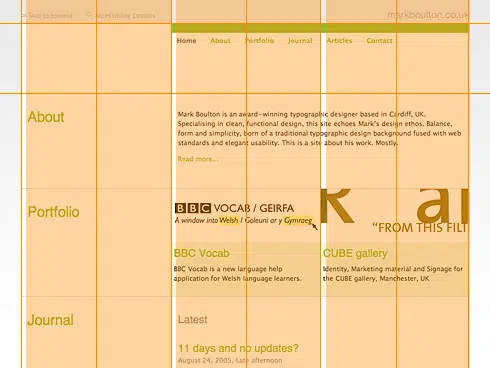 Skip to content
Accessibility Options
markboulton.co.uk
Home About Portfolio Journal Articles Contact
About
Mark Boulton is an award-winning typographic designer based in Cardiff, UK.
Specialising in clean, functional design, this site echoes Mark's design ethos. Balance,
form and simplicity, born of a traditional typographic design background fused with web
standards and elegant usability. This is a site about his work. Mostly.
Read more...
Portfolio
BBC VOCAB / GEIRFA
A window into Welsh / Goleuni ar y Gymraeg
"FROM THIS FILT
BBC Vocab
BBC Vocab is a new language help
application for Welsh language learners.
CUBE gallery
Identity, Marketing material and Signage for
the CUBE gallery, Manchester, UK
Journal
Latest
11 days and no updates?
August 24, 2005, Late afternoon